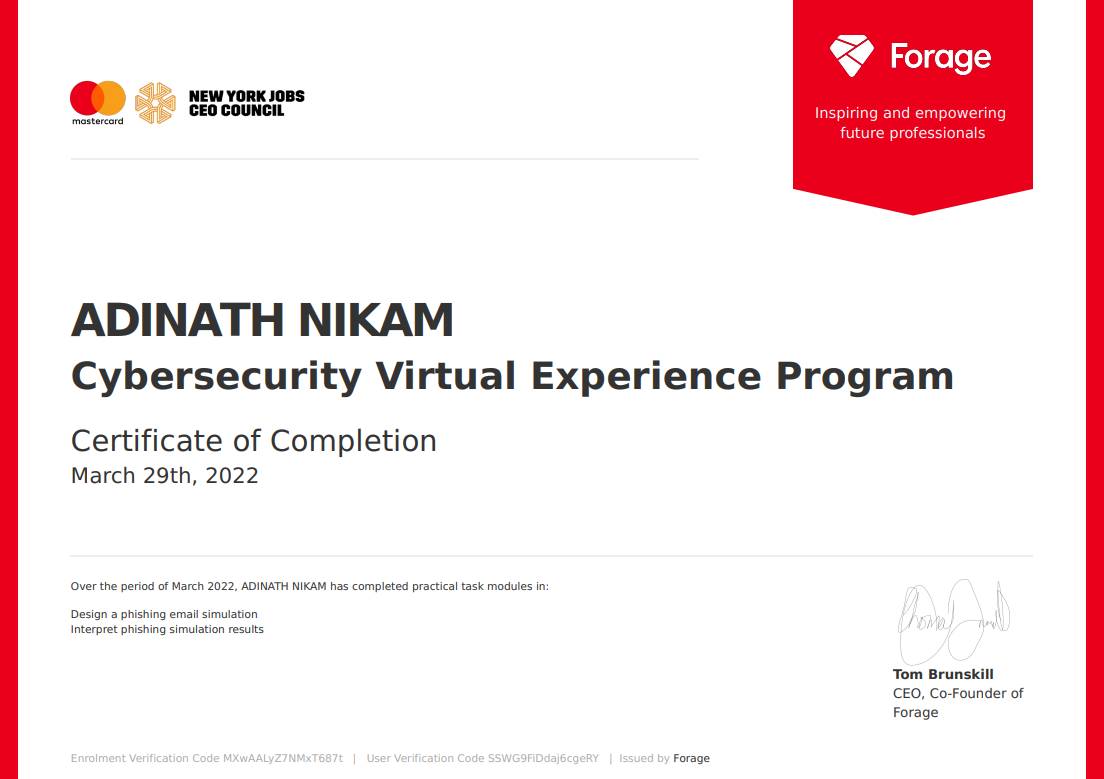 mastercard
NEW YORK JOBS
CEO COUNCIL
Forage
Inspiring and empowering
future professionals
ADINATH NIKAM
Cybersecurity Virtual Experience Program
Certificate of Completion
March 29th, 2022
Over the period of March 2022, ADINATH NIKAM has completed practical task modules in:
Design a phishing email simulation
Interpret phishing simulation results
Tom Brunskill
CEO, Co-Founder of
Forage
Enrolment Verification Code MXwAALyZ7NMxT687t | User Verification Code SSWG9FiDdaj6cgeRY | Issued by Forage